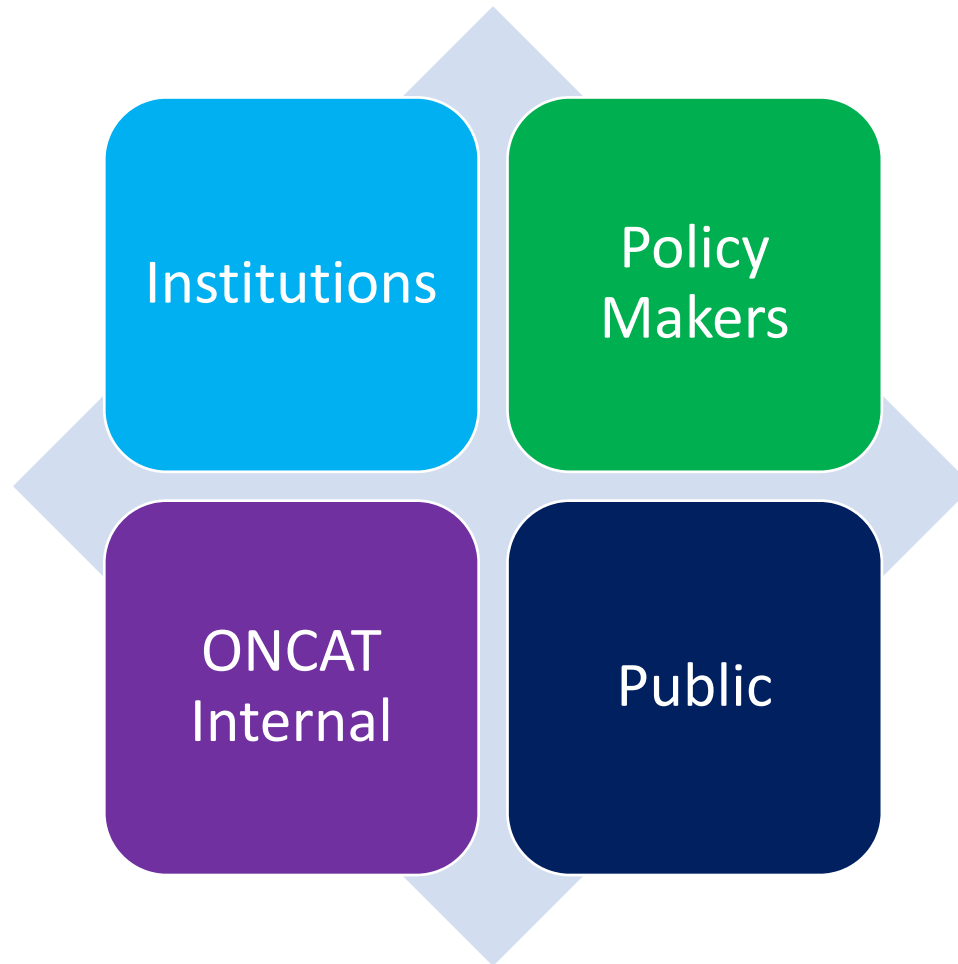 Institutions
Policy
Makers
ONCAT
Internal
Public